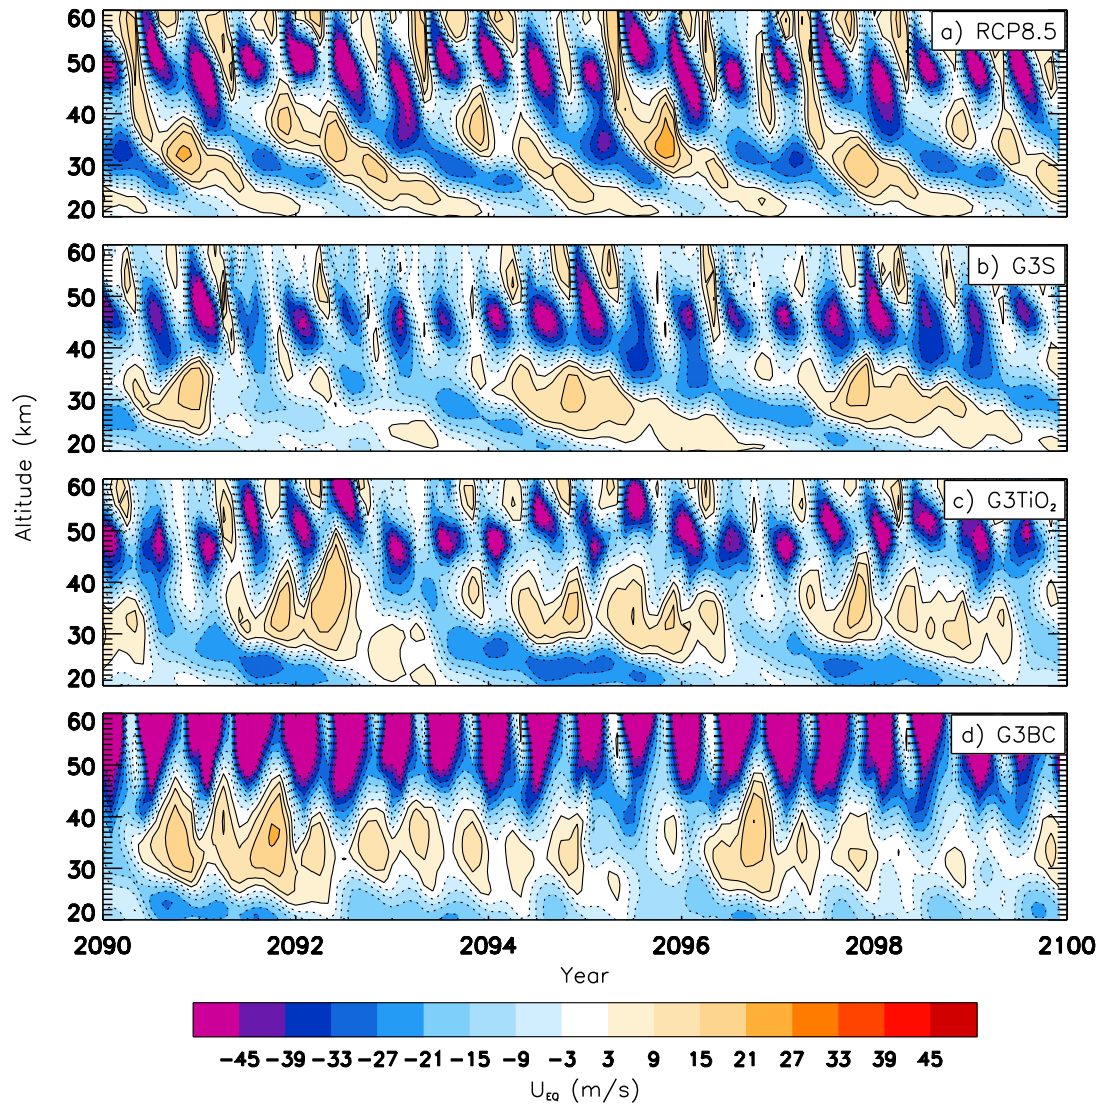 60
50
40
30
20
a) RCP8.5
60
50
40
30
20
b) G3S
60
50
40
30
20
c) G3TiO₂
60
50
40
30
20
d) G3BC
Altitude (km)
2090 2092 2094 2096 2098 2100
Year
−45 −39 −33 −27 −21 −15 −9 −3 3 9 15 21 27 33 39 45
U_EQ (m/s)